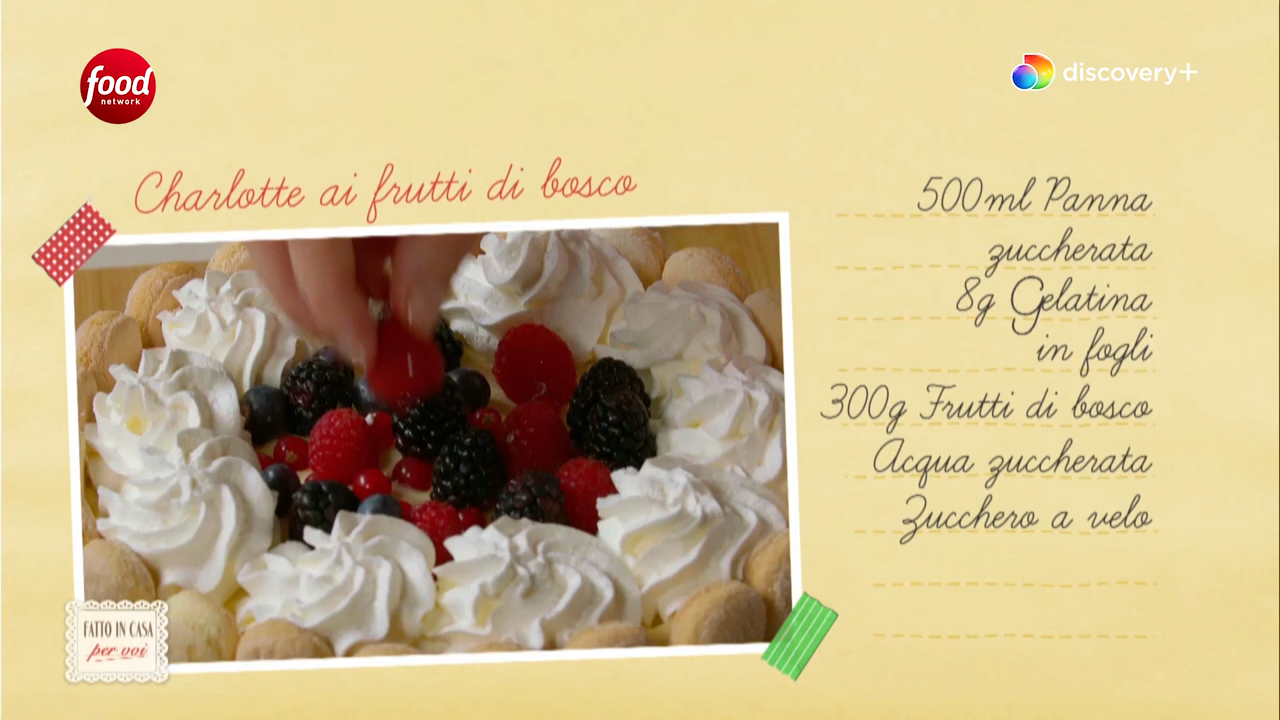 food
network
discovery+
Charlotte ai frutti di bosco
500ml Panna
zuccherata
8g Gelatina
in fogli
300g Frutti di bosco
Acqua zuccherata
Zucchero a velo
FATTO IN CASA
per voi